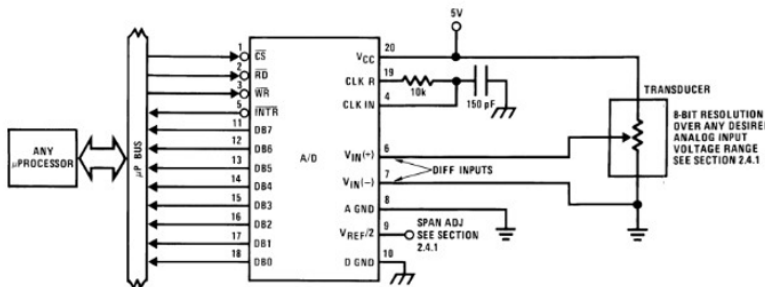 5V
1
CS
2
RD
3
WR
5
INTR
11
DB7
12
DB6
13
DB5
14
DB4
15
DB3
16
DB2
17
DB1
18
DB0
ANY
µPROCESSOR
µP BUS
A/D
20
VCC
19
CLK R
4
CLK IN
10k
150 pF
6
VIN(+)
7
VIN(–)
DIFF INPUTS
8
A GND
9
VREF/2
10
D GND
SPAN ADJ
SEE SECTION
2.4.1
TRANSDUCER
8-BIT RESOLUTION
OVER ANY DESIRE
ANALOG INPUT
VOLTAGE RANGE
SEE SECTION 2.4.1